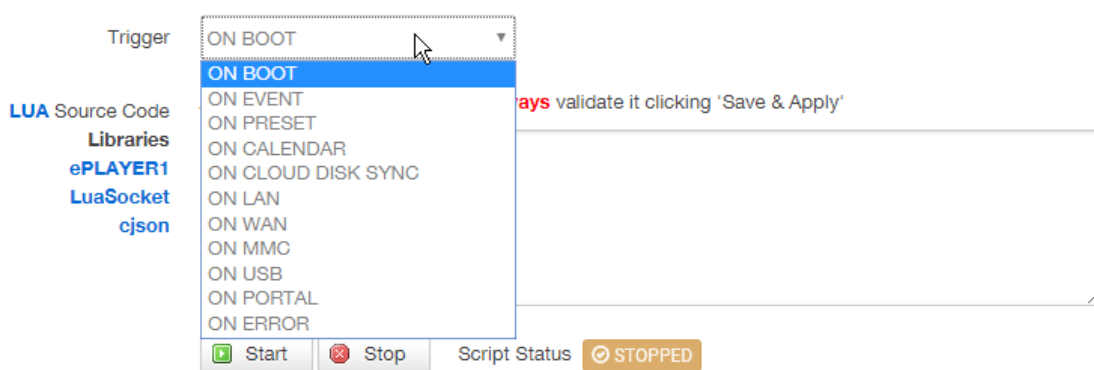 Trigger
ON BOOT
ON BOOT
ON EVENT
ays validate it clicking 'Save & Apply'
LUA Source Code
ON PRESET
Libraries
ON CALENDAR
ePLAYER1
ON CLOUD DISK SYNC
LuaSocket
ON LAN
cjson
ON WAN
ON MMC
ON USB
ON PORTAL
ON ERROR
Start
Stop
Script Status
STOPPED